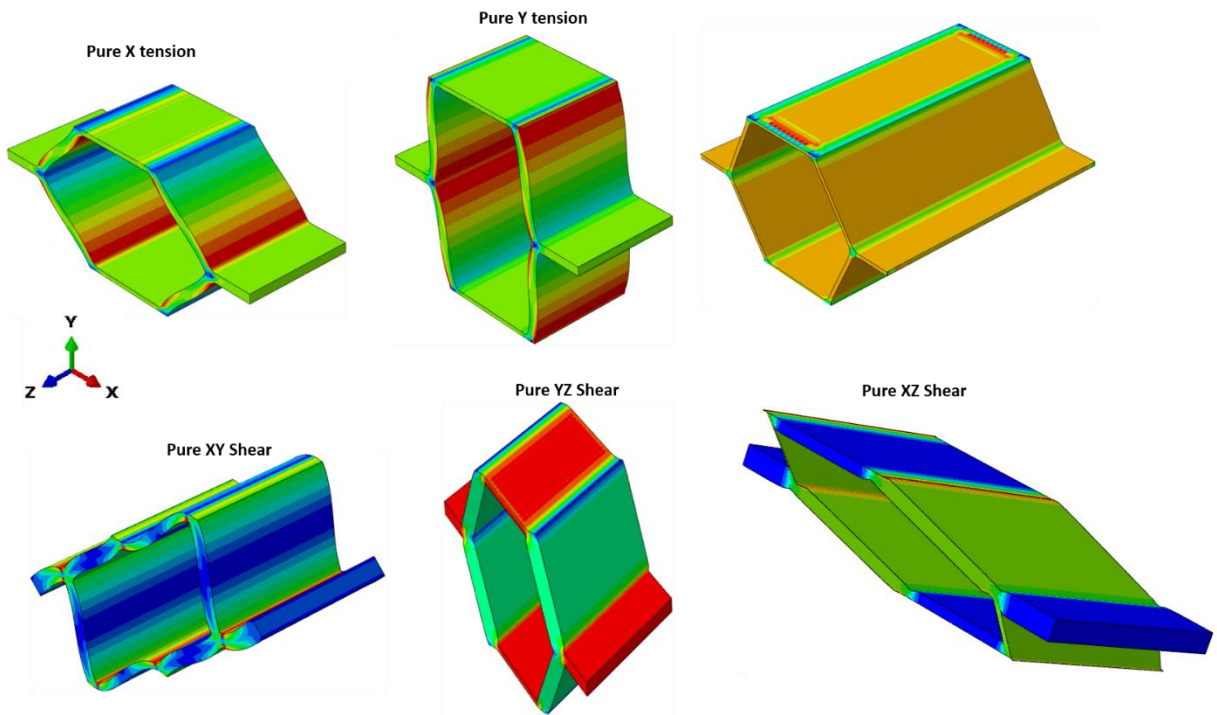 Pure X tension
Pure Y tension
Y
Z
X
Pure XY Shear
Pure YZ Shear
Pure XZ Shear